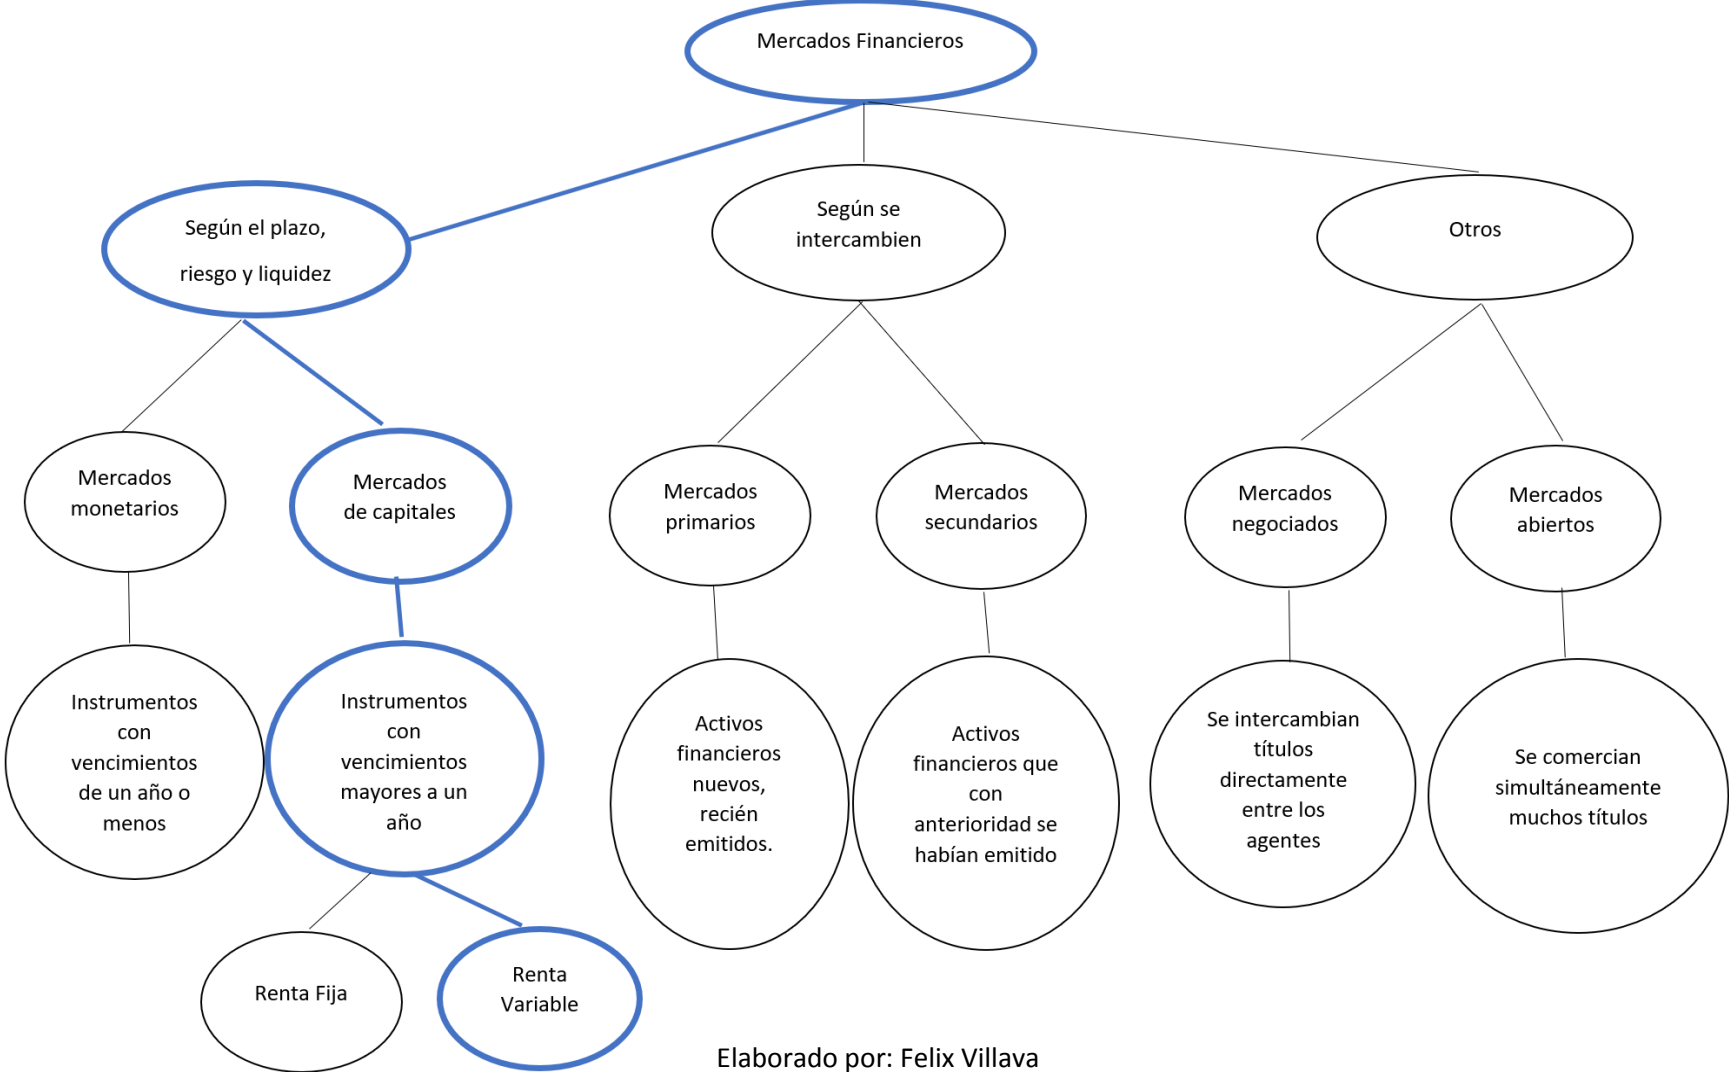 Mercados Financieros
Según el plazo,
riesgo y liquidez
Según se
intercambien
Otros
Mercados
monetarios
Mercados
de capitales
Mercados
primarios
Mercados
secundarios
Mercados
negociados
Mercados
abiertos
Instrumentos
con
vencimientos
de un año o
menos
Instrumentos
con
vencimientos
mayores a un
año
Activos
financieros
nuevos,
recién
emitidos.
Activos
financieros que
con
anterioridad se
habían emitido
Se intercambian
títulos
directamente
entre los
agentes
Se comercian
simultáneamente
muchos títulos
Renta Fija
Renta
Variable
Elaborado por: Felix Villava